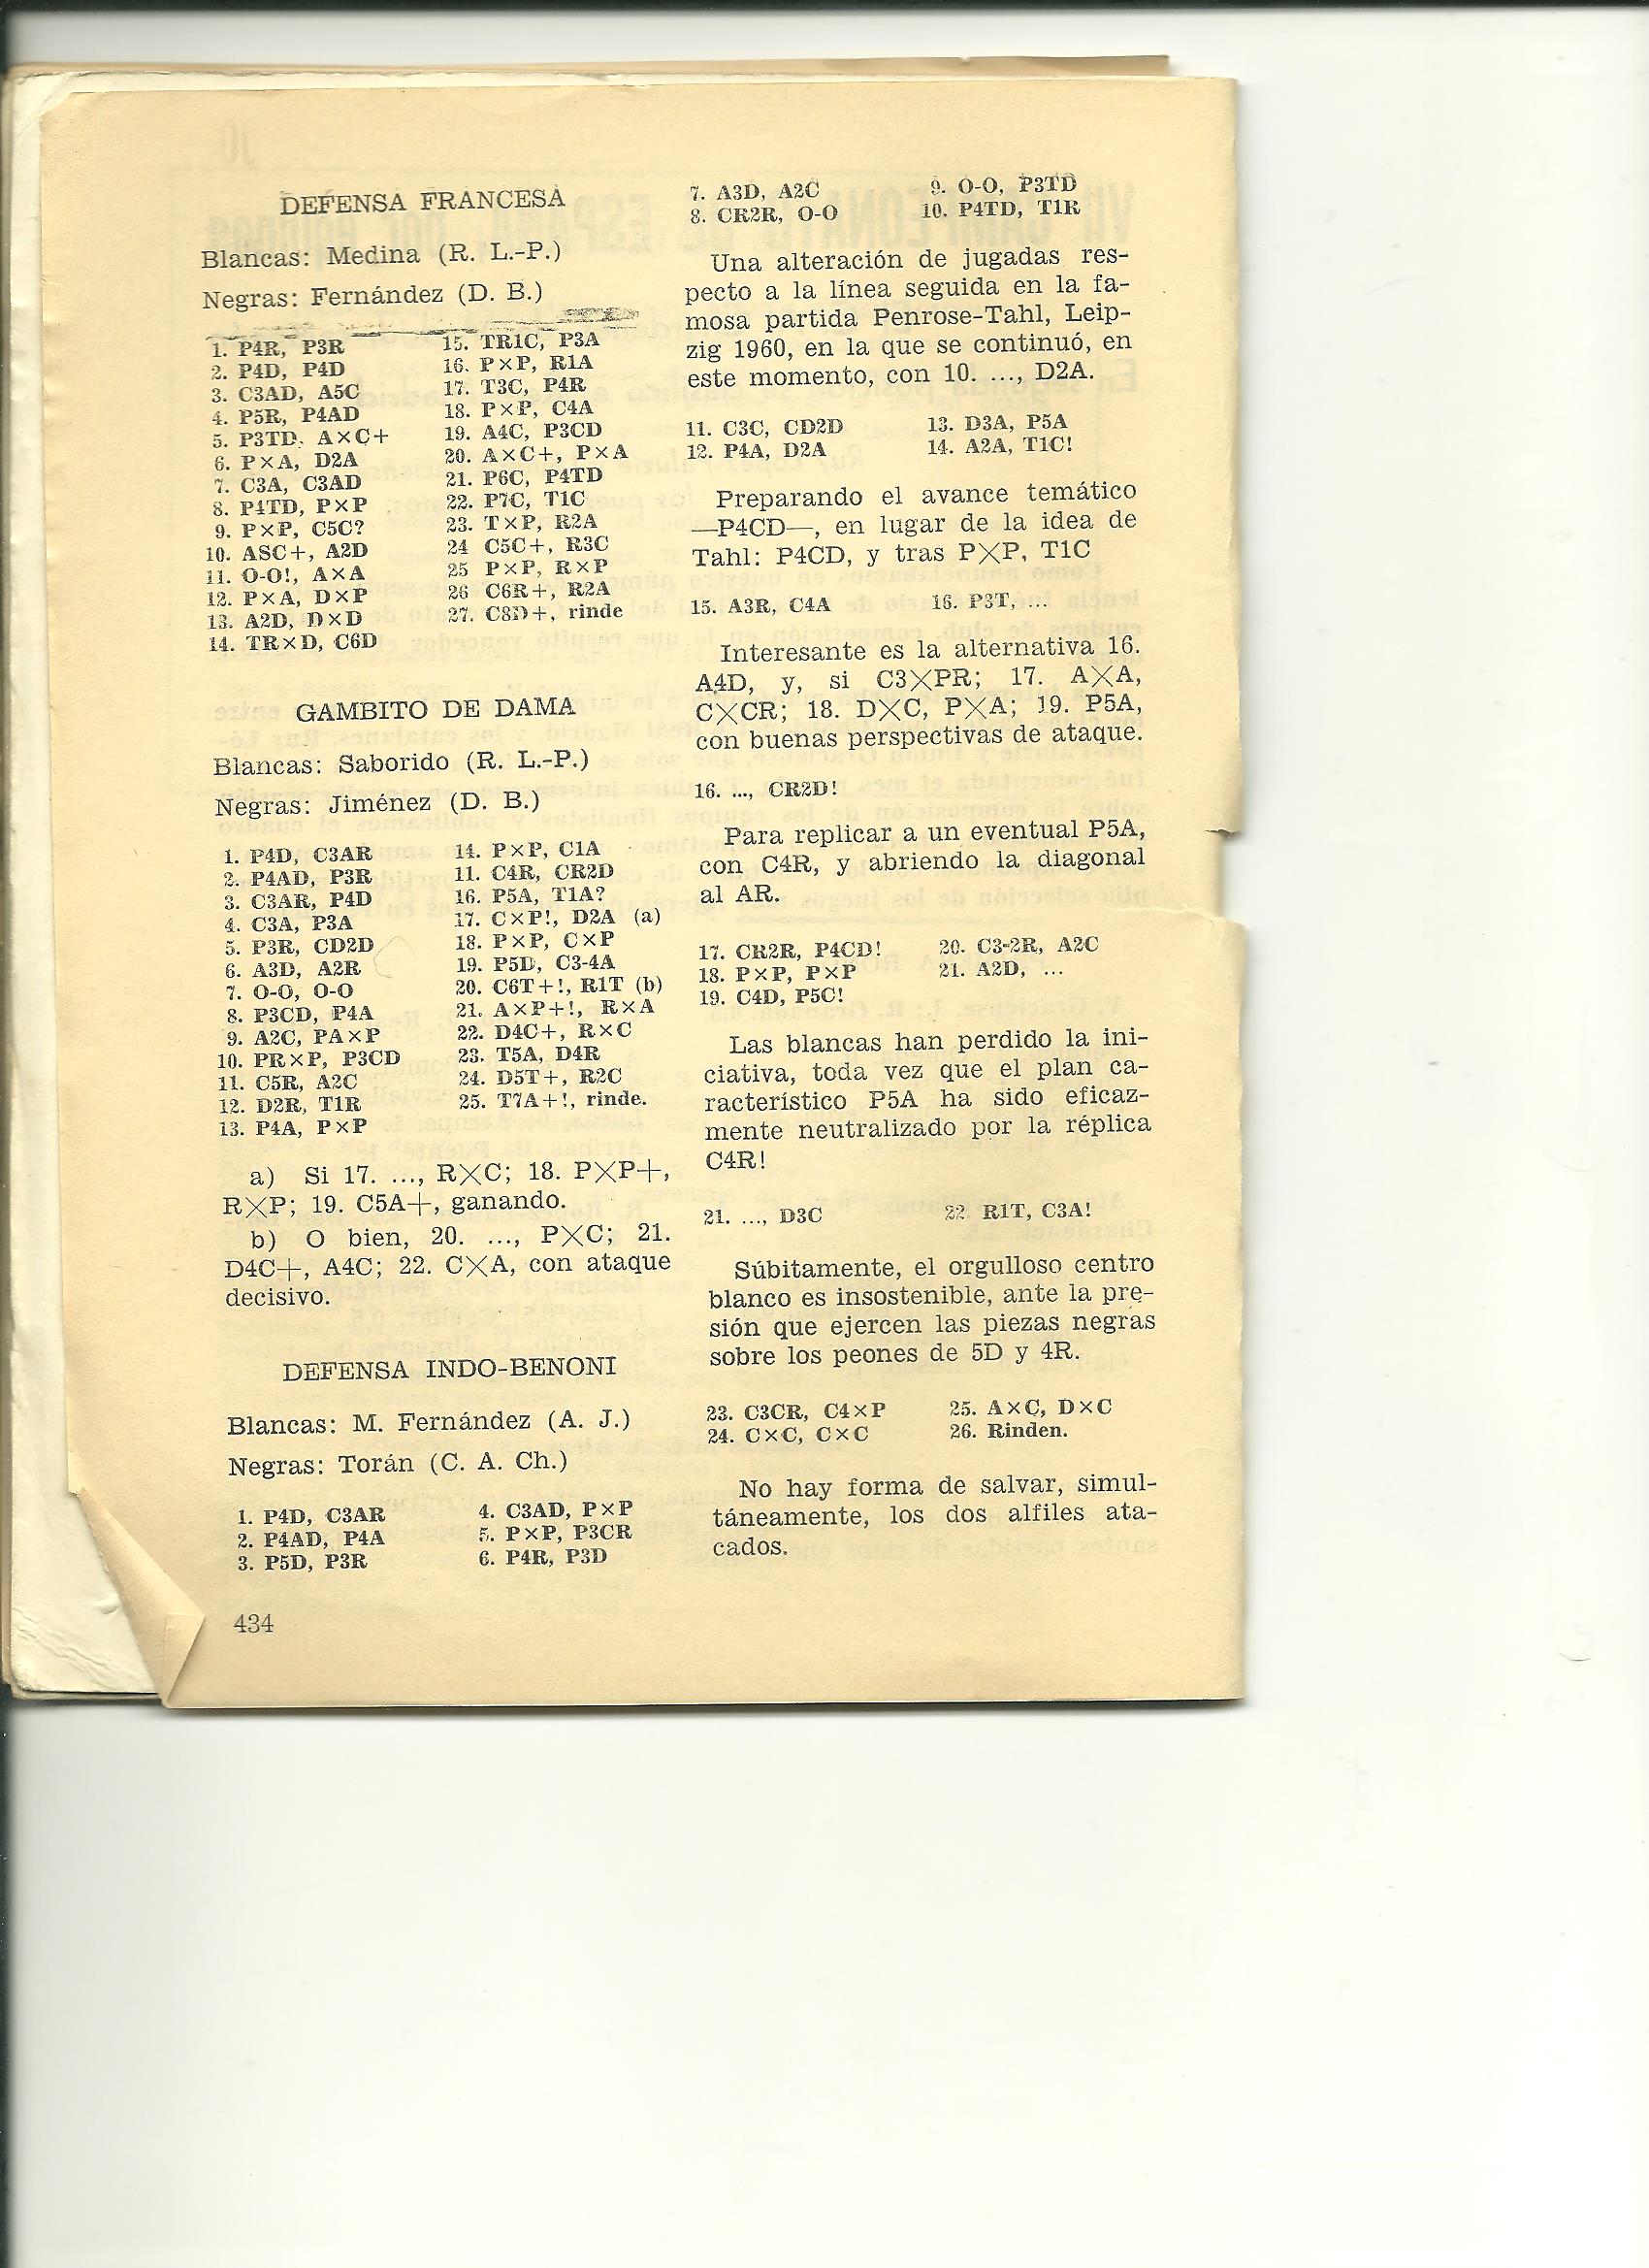 DEFENSA FRANCESA
Blancas: Medina (R. L.-P.)
Negras: Fernández (D. B.)
1. P4R, P3R
2. P4D, P4D
3. C3AD, A5C
4. P5R, P4AD
5. P3TD, A×C+
6. P×A, D2A
7. C3A, C3AD
8. P4TD, P×P
9. P×P, C5C?
10. ASC+, A2D
11. O-O!, A×A
12. P×A, D×P
13. A2D, D×D
14. TR×D, C6D
15. TR1C, P3A
16. P×P, R1A
17. T3C, P4R
18. P×P, C4A
19. A4C, P3CD
20. A×C+, P×A
21. P6C, P4TD
22. P7C, T1C
23. T×P, R2A
24 C5C+, R3C
25 P×P, R×P
26 C6R+, R2A
27. C8D+, rinde
GAMBITO DE DAMA
Blancas: Saborido (R. L.-P.)
Negras: Jiménez (D. B.)
1. P4D, C3AR
2. P4AD, P3R
3. C3AR, P4D
4. C3A, P3A
5. P3R, CD2D
6. A3D, A2R
7. O-O, O-O
8. P3CD, P4A
9. A2C, PA×P
10. PR×P, P3CD
11. C5R, A2C
12. D2R, T1R
13. P4A, P×P
14. P×P, C1A
11. C4R, CR2D
16. P5A, T1A?
17. C×P!, D2A (a)
18. P×P, C×P
19. P5D, C3-4A
20. C6T+!, R1T (b)
21. A×P+!, R×A
22. D4C+, R×C
23. T5A, D4R
24. D5T+, R2C
25. T7A+!, rinde.
a) Si 17. ..., R×C; 18. P×P+,
R×P; 19. C5A+, ganando.
b) O bien, 20. ..., P×C; 21.
D4C+, A4C; 22. C×A, con ataque
decisivo.
DEFENSA INDO-BENONI
Blancas: M. Fernández (A. J.)
Negras: Torán (C. A. Ch.)
1. P4D, C3AR
2. P4AD, P4A
3. P5D, P3R
4. C3AD, P×P
5. P×P, P3CR
6. P4R, P3D
434
7. A3D, A2C
8. CR2R, O-O
9. O-O, P3TD
10. P4TD, T1R
Una alteración de jugadas res-
pecto a la línea seguida en la fa-
mosa partida Penrose-Tahl, Leip-
zig 1960, en la que se continuó, en
este momento, con 10. ..., D2A.
11. C3C, CD2D
12. P4A, D2A
13. D3A, P5A
14. A2A, T1C!
Preparando el avance temático
—P4CD—, en lugar de la idea de
Tahl: P4CD, y tras P×P, T1C
15. A3R, C4A
16. P3T, ...
Interesante es la alternativa 16.
A4D, y, si C3×PR; 17. A×A,
C×CR; 18. D×C, P×A; 19. P5A,
con buenas perspectivas de ataque.
16. ..., CR2D!
Para replicar a un eventual P5A,
con C4R, y abriendo la diagonal
al AR.
17. CR2R, P4CD!
18. P×P, P×P
19. C4D, P5C!
20. C3-2R, A2C
21. A2D, ...
Las blancas han perdido la ini-
ciativa, toda vez que el plan ca-
racterístico P5A ha sido eficaz-
mente neutralizado por la réplica
C4R!
21. ..., D3C
22. R1T, C3A!
Súbitamente, el orgulloso centro
blanco es insostenible, ante la pre-
sión que ejercen las piezas negras
sobre los peones de 5D y 4R.
23. C3CR, C4×P
24. C×C, C×C
25. A×C, D×C
26. Rinden.
No hay forma de salvar, simul-
táneamente, los dos alfiles ata-
cados.